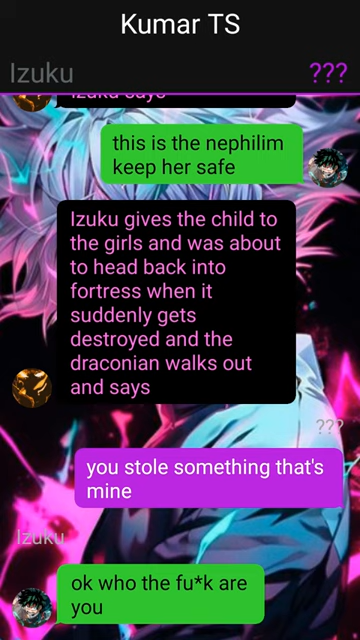 Kumar TS
Izuku
???
Izuku says
this is the nephilim
keep her safe
Izuku gives the child to
the girls and was about
to head back into
fortress when it
suddenly gets
destroyed and the
draconian walks out
and says
???
you stole something that's
mine
Izuku
ok who the fu*k are
you